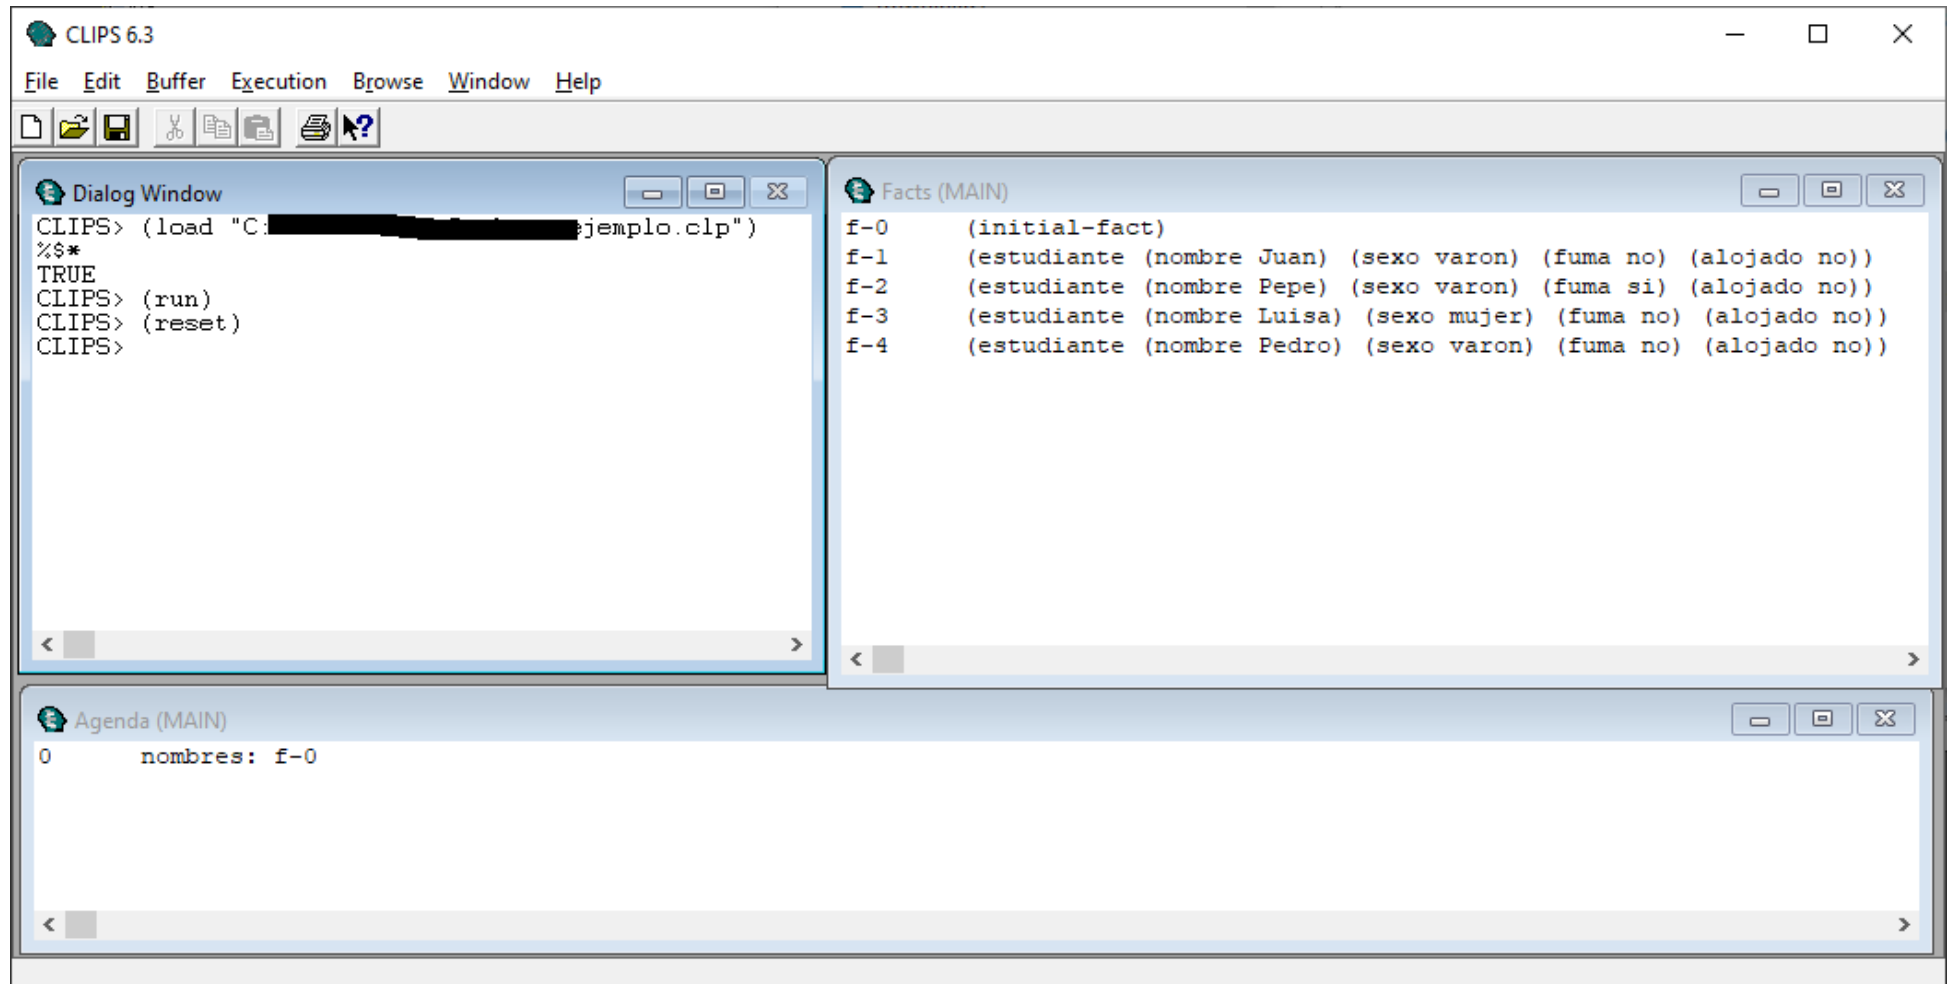 CLIPS 6.3
File Edit Buffer Execution Browse Window Help
Dialog Window
CLIPS> (load "C: ejemplo.clp")
%$*
TRUE
CLIPS> (run)
CLIPS> (reset)
CLIPS>
Facts (MAIN)
f-0 (initial-fact)
f-1 (estudiante (nombre Juan) (sexo varon) (fuma no) (alojado no))
f-2 (estudiante (nombre Pepe) (sexo varon) (fuma si) (alojado no))
f-3 (estudiante (nombre Luisa) (sexo mujer) (fuma no) (alojado no))
f-4 (estudiante (nombre Pedro) (sexo varon) (fuma no) (alojado no))
Agenda (MAIN)
0 nombres: f-0